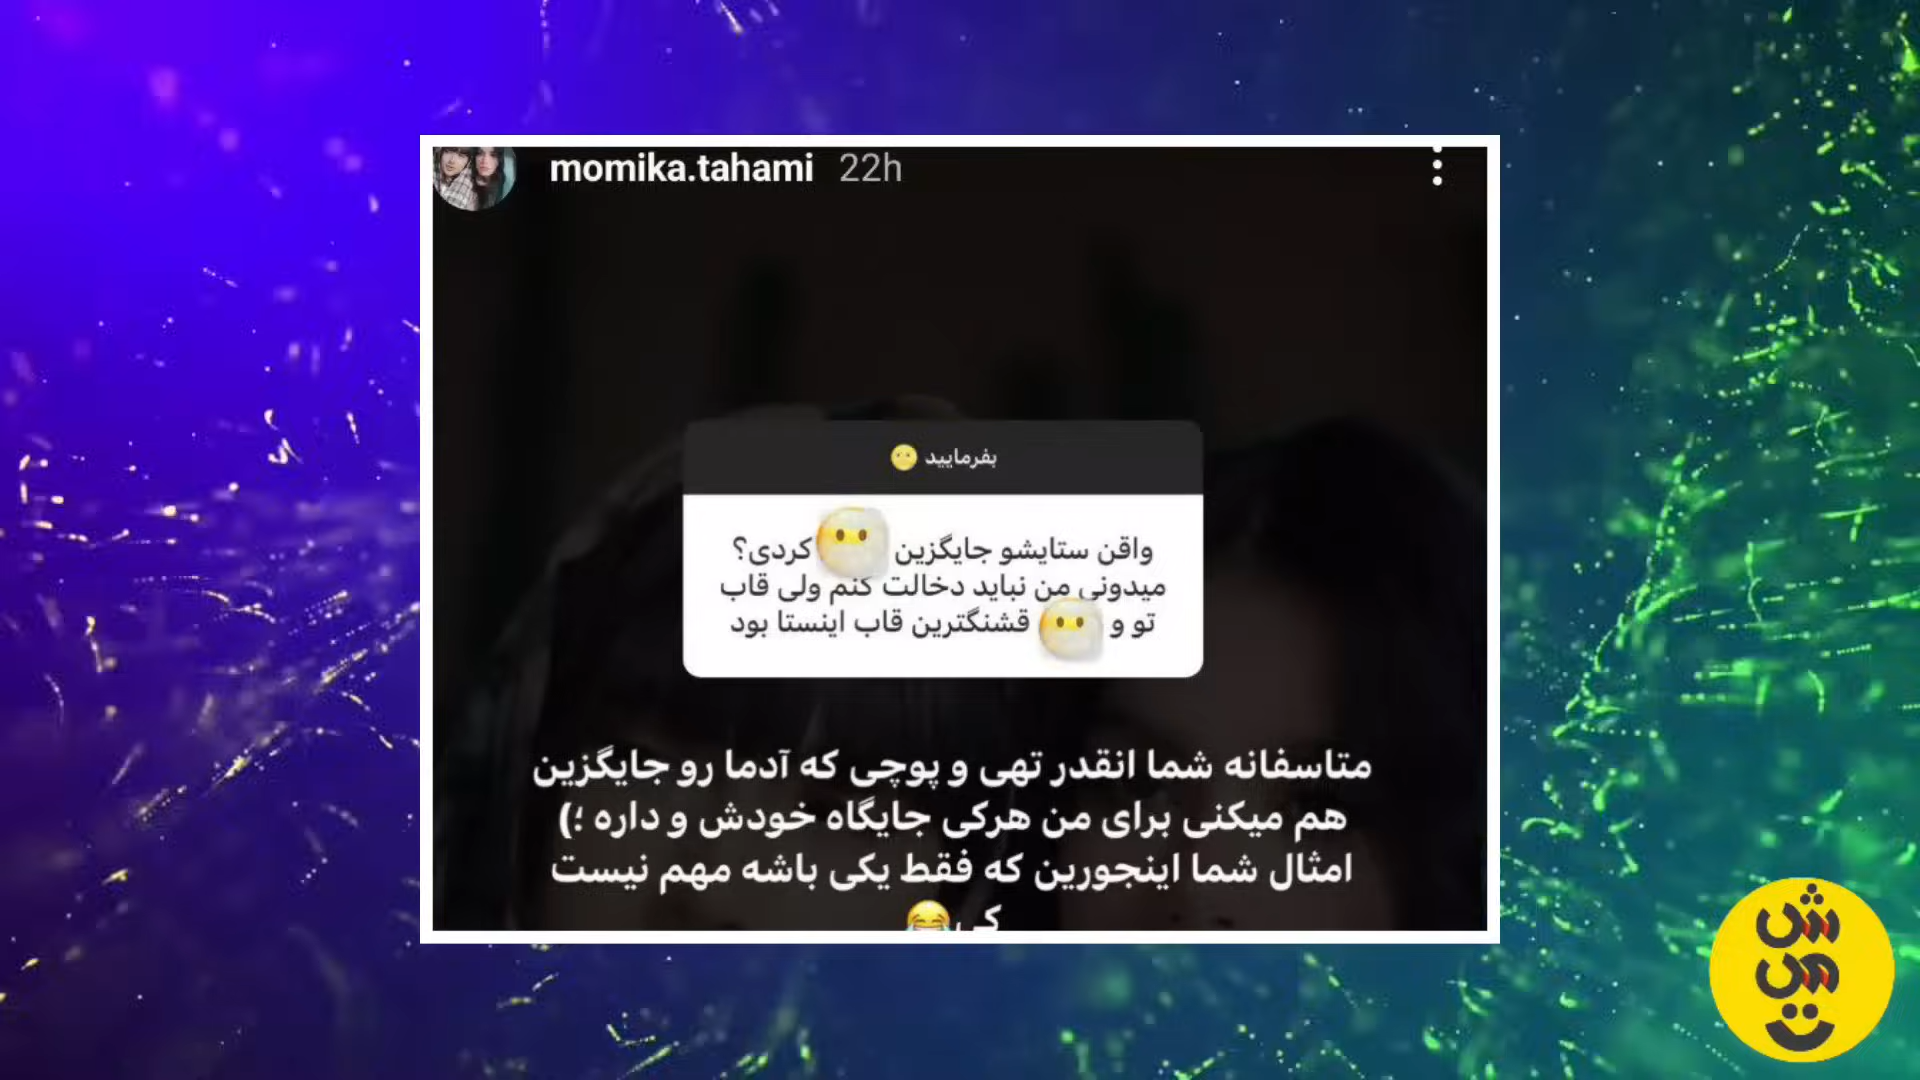 momika.tahami 22h
بفرمایید 😶
واقن ستایشو جایگزین 😶 کردی؟
میدونی من نباید دخالت کنم ولی قاب
تو و 😶 قشنگترین قاب اینستا بود
متاسفانه شما انقدر تهی و پوچی که آدما رو جایگزین
هم میکنی برای من هرکی جایگاه خودش و داره ؛)
امثال شما اینجورین که فقط یکی باشه مهم نیست
کی😂